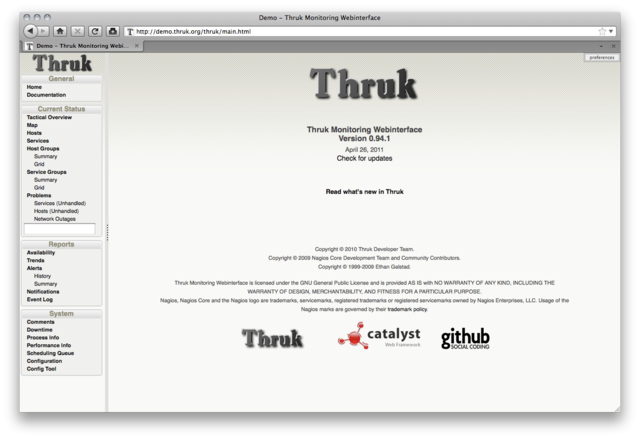 Demo – Thruk Monitoring Webinterface
http://demo.thruk.org/thruk/main.html
Demo – Thruk Monitoring Webi...
preferences
Thruk
General
Home
Documentation
Current Status
Tactical Overview
Map
Hosts
Services
Host Groups
Summary
Grid
Service Groups
Summary
Grid
Problems
Services (Unhandled)
Hosts (Unhandled)
Network Outages
Reports
Availability
Trends
Alerts
History
Summary
Notifications
Event Log
System
Comments
Downtime
Process Info
Performance Info
Scheduling Queue
Configuration
Config Tool
Thruk
Thruk Monitoring Webinterface
Version 0.94.1
April 26, 2011
Check for updates
Read what's new in Thruk
Copyright © 2010 Thruk Developer Team.
Copyright © 2009 Nagios Core Development Team and Community Contributors.
Copyright © 1999-2009 Ethan Galstad.
Thruk Monitoring Webinterface is licensed under the GNU General Public License and is provided AS IS with NO WARRANTY OF ANY KIND, INCLUDING THE
WARRANTY OF DESIGN, MERCHANTABILITY, AND FITNESS FOR A PARTICULAR PURPOSE.
Nagios, Nagios Core and the Nagios logo are trademarks, servicemarks, registered trademarks or registered servicemarks owned by Nagios Enterprises, LLC. Usage of the
Nagios marks are governed by their trademark policy.
Thruk
catalyst
Web Framework
github
SOCIAL CODING